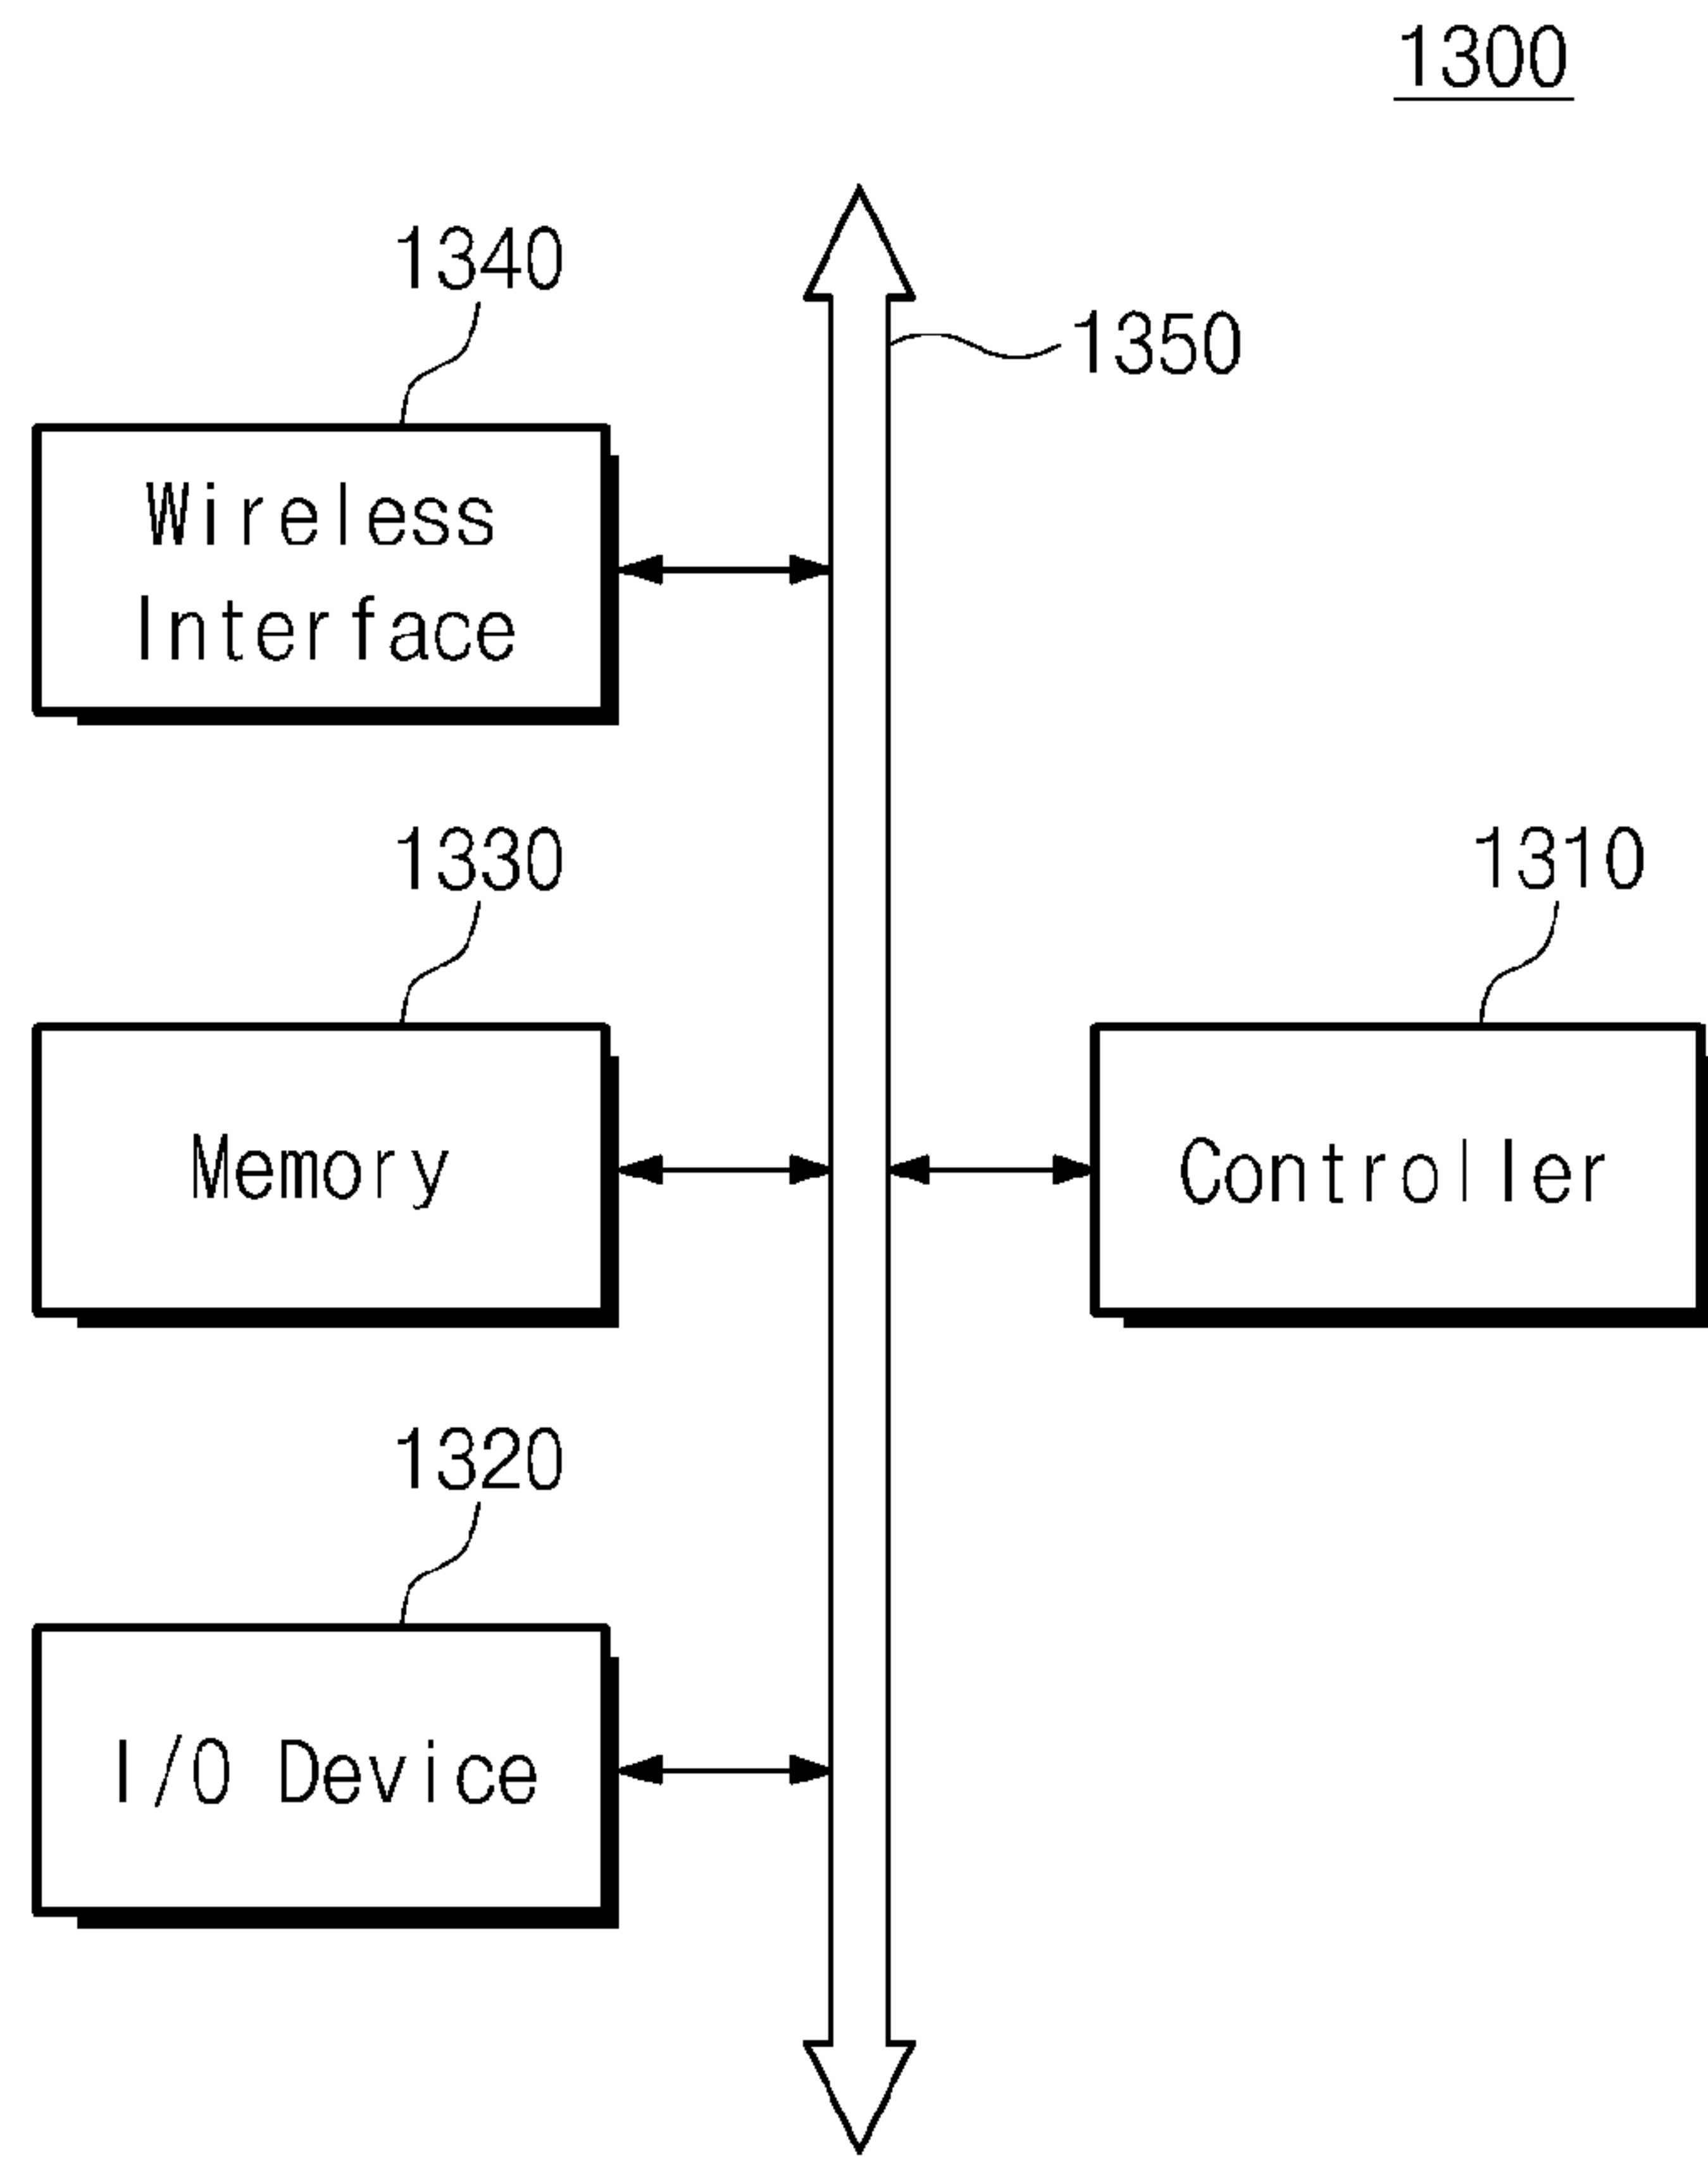 1300
1340
1350
Wireless
Interface
1330
1310
Memory
Controller
1320
I/O Device